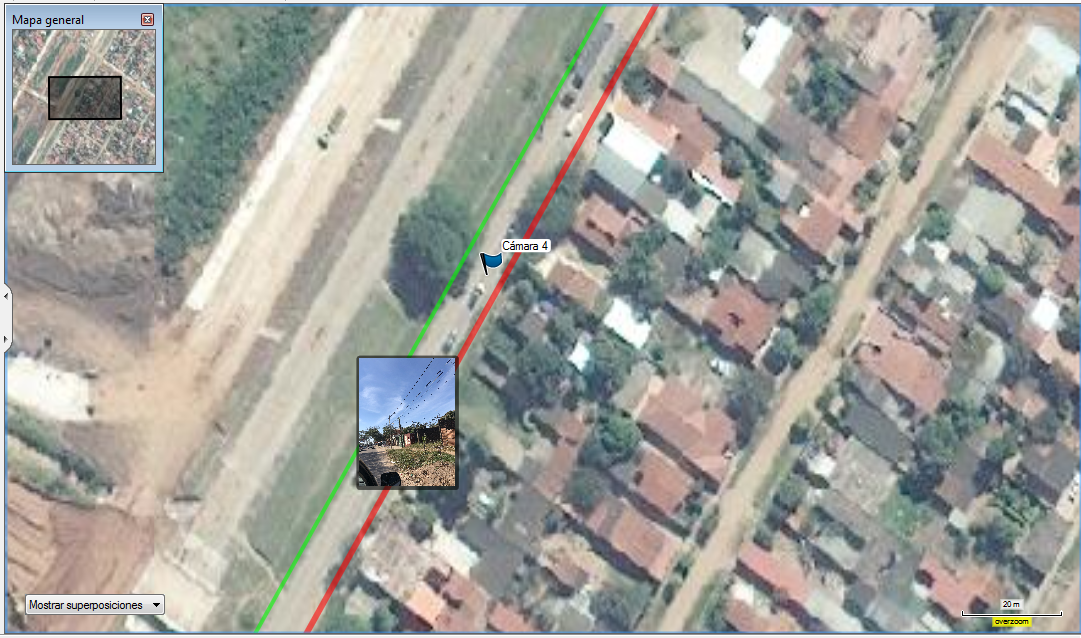 Mapa general
Cámara 4
Mostrar superposiciones
20 m
overzoom